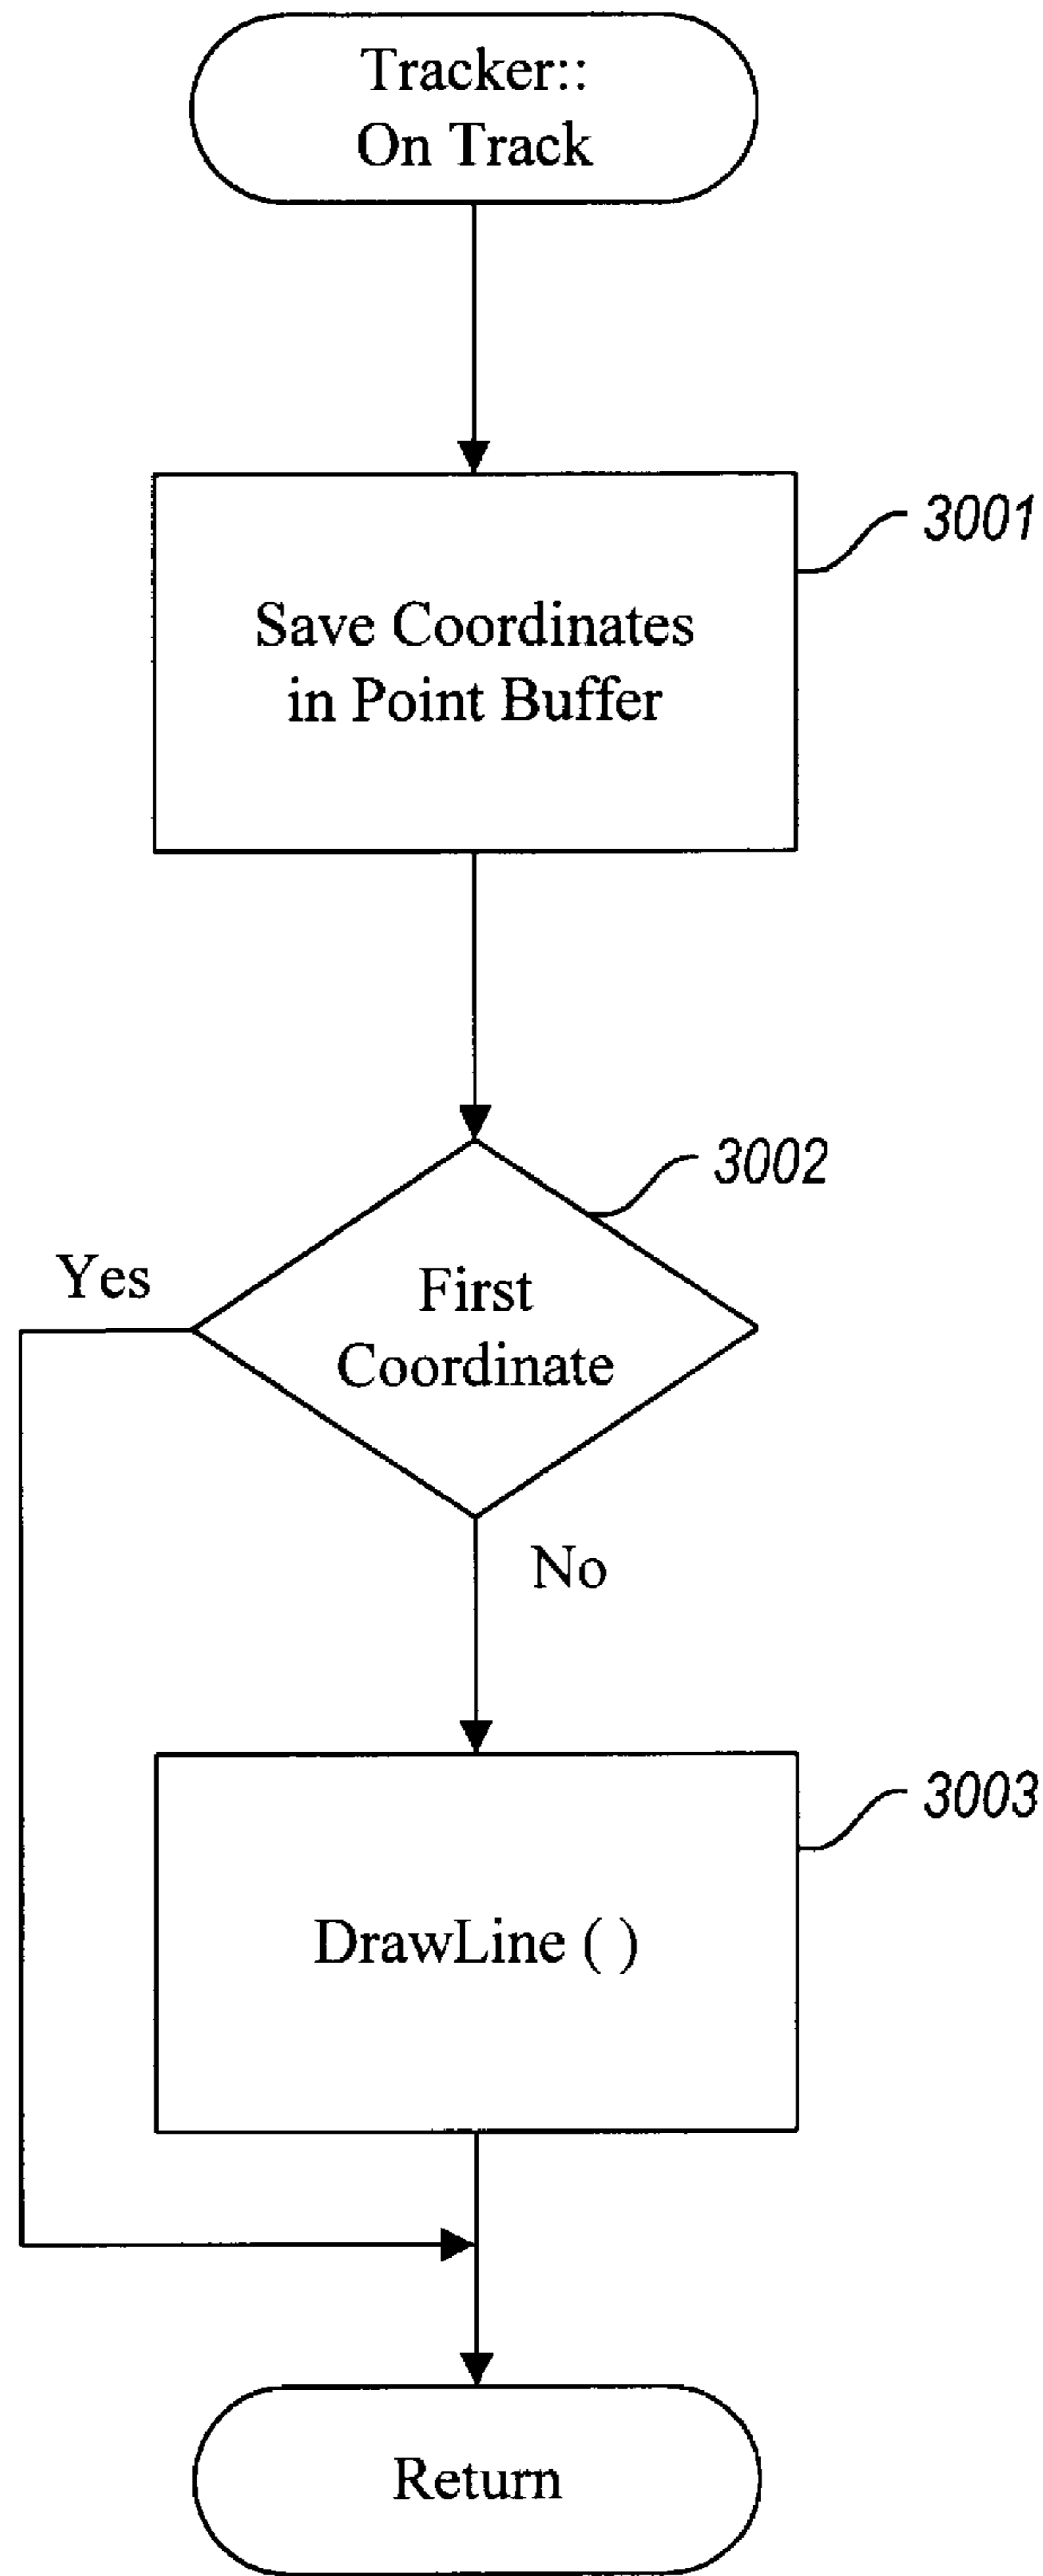 Tracker::
On Track
3001
Save Coordinates
in Point Buffer
3002
Yes
First
Coordinate
No
3003
DrawLine ( )
Return